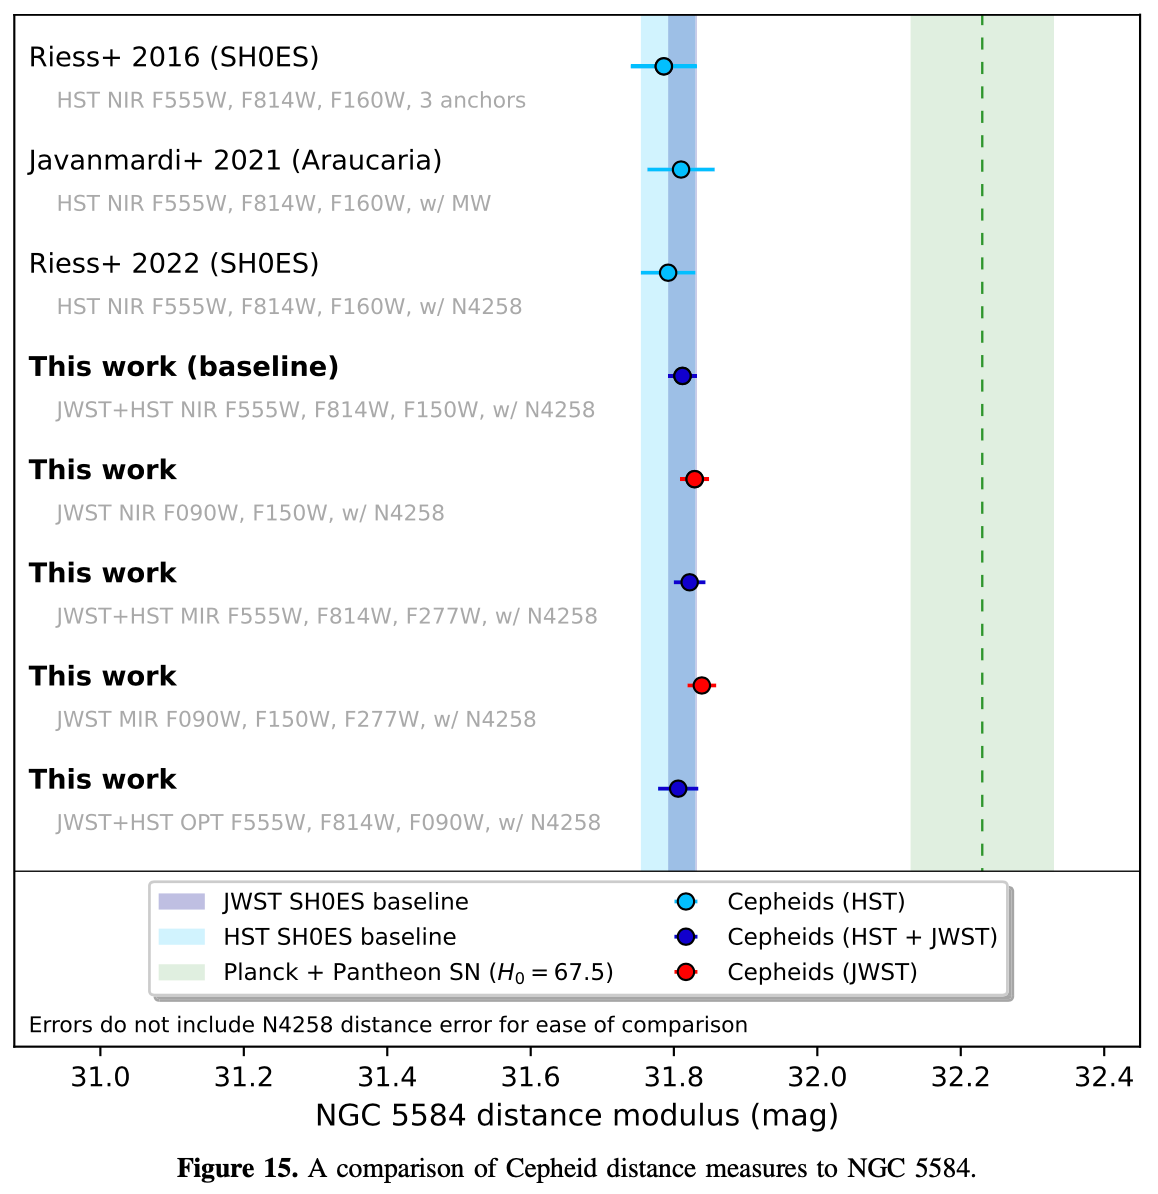 Riess+ 2016 (SH0ES)
HST NIR F555W, F814W, F160W, 3 anchors
Javanmardi+ 2021 (Araucaria)
HST NIR F555W, F814W, F160W, w/ MW
Riess+ 2022 (SH0ES)
HST NIR F555W, F814W, F160W, w/ N4258
This work (baseline)
JWST+HST NIR F555W, F814W, F150W, w/ N4258
This work
JWST NIR F090W, F150W, w/ N4258
This work
JWST+HST MIR F555W, F814W, F277W, w/ N4258
This work
JWST MIR F090W, F150W, F277W, w/ N4258
This work
JWST+HST OPT F555W, F814W, F090W, w/ N4258
JWST SH0ES baseline
HST SH0ES baseline
Planck + Pantheon SN (H₀ = 67.5)
Cepheids (HST)
Cepheids (HST + JWST)
Cepheids (JWST)
Errors do not include N4258 distance error for ease of comparison
31.0 31.2 31.4 31.6 31.8 32.0 32.2 32.4
NGC 5584 distance modulus (mag)
Figure 15. A comparison of Cepheid distance measures to NGC 5584.